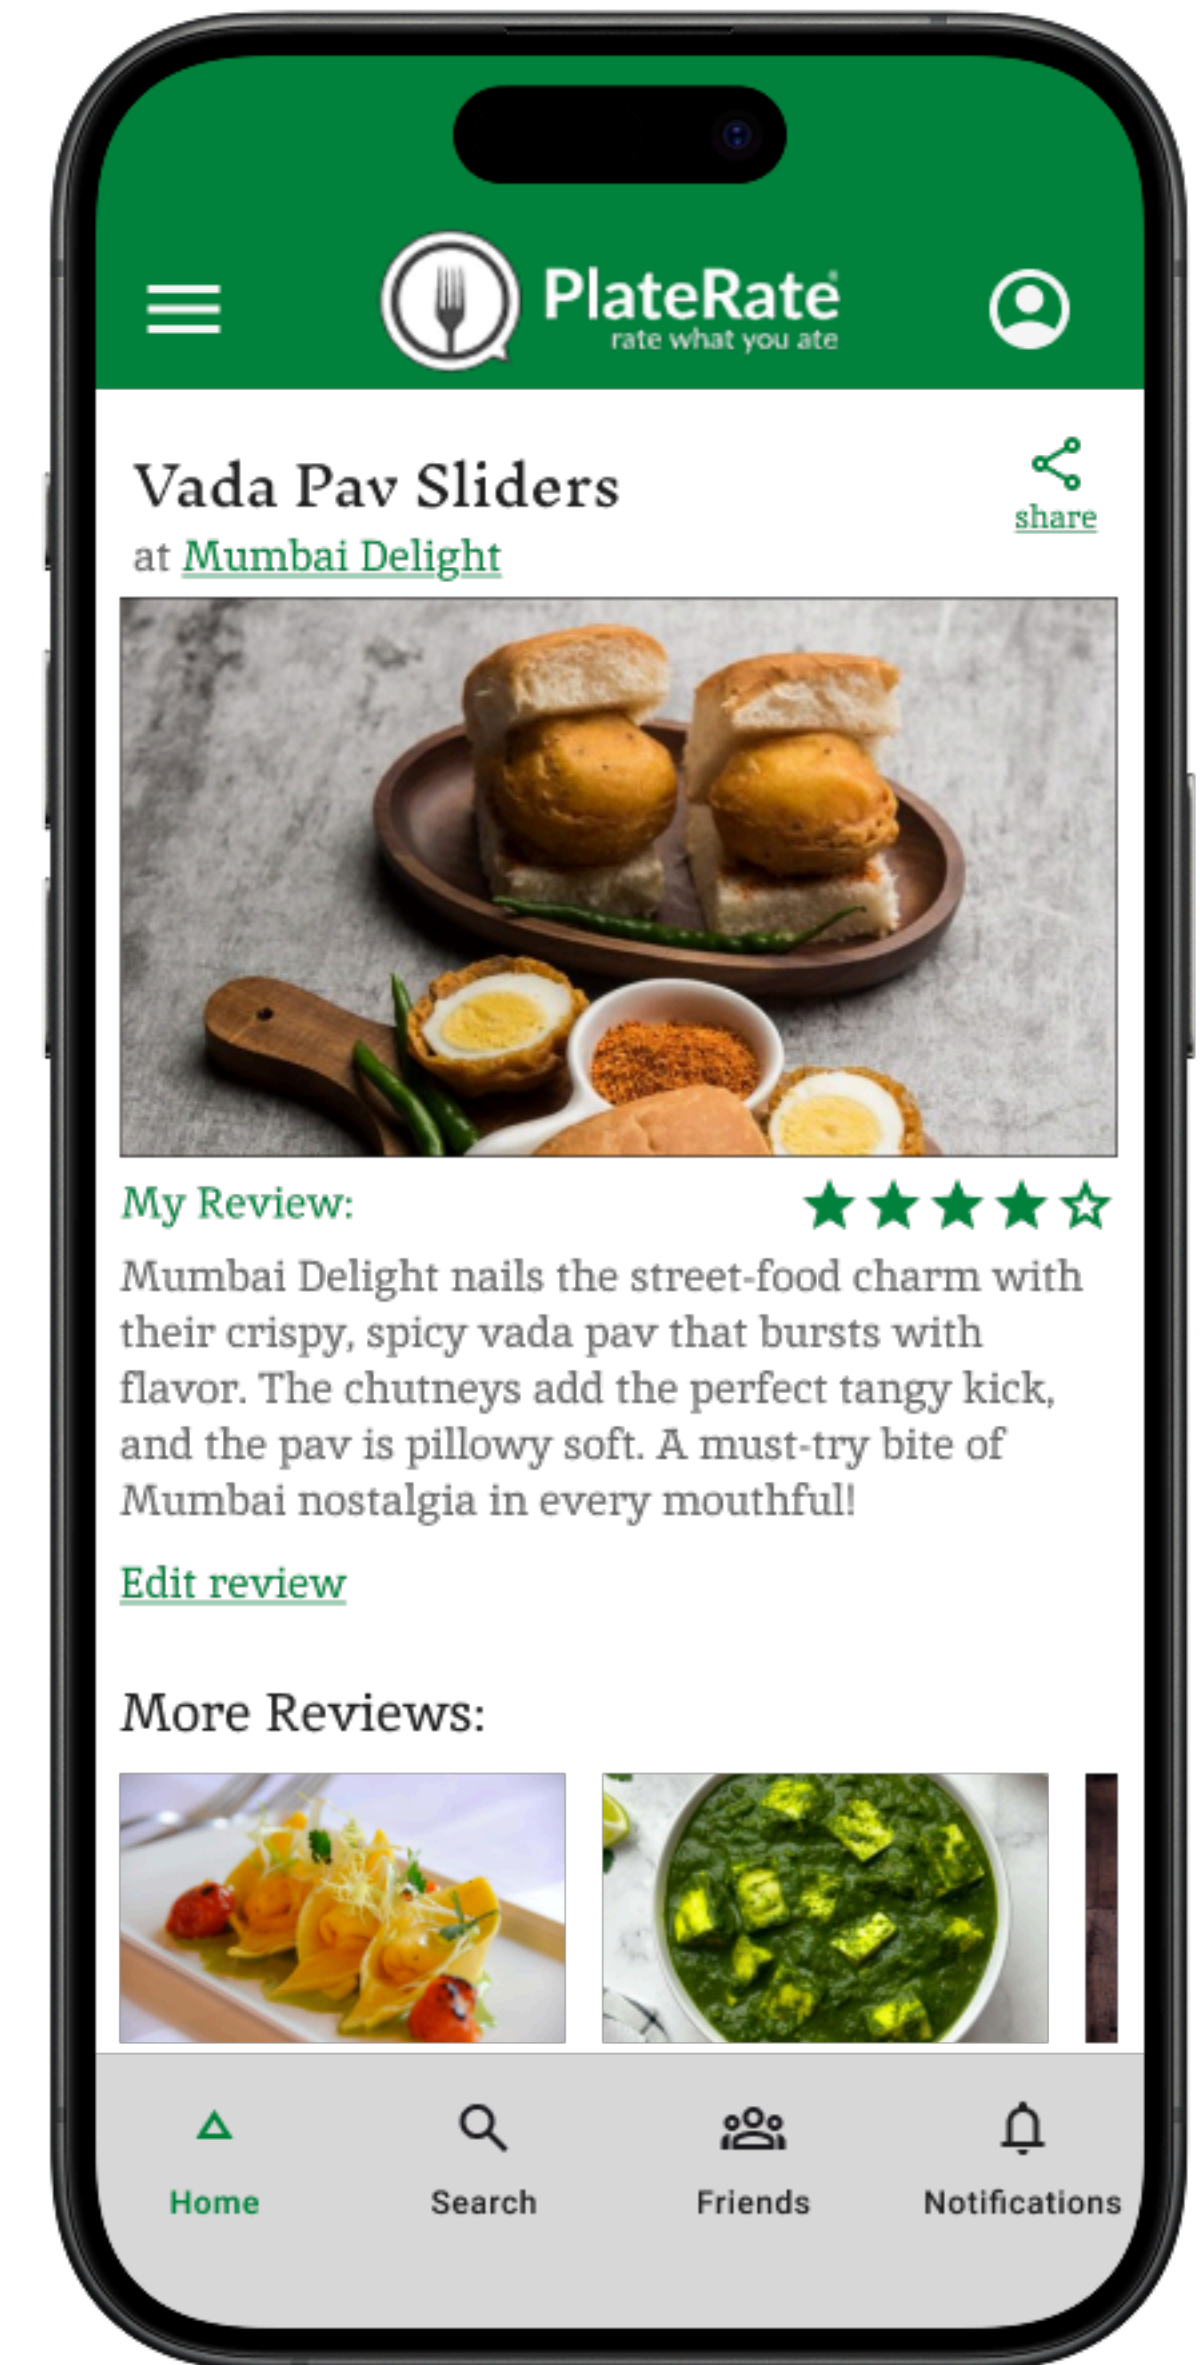 PlateRate
rate what you ate
Vada Pav Sliders
share
at Mumbai Delight
My Review:
Mumbai Delight nails the street-food charm with
their crispy, spicy vada pav that bursts with
flavor. The chutneys add the perfect tangy kick,
and the pav is pillowy soft. A must-try bite of
Mumbai nostalgia in every mouthful!
Edit review
More Reviews:
Home
Search
Friends
Notifications